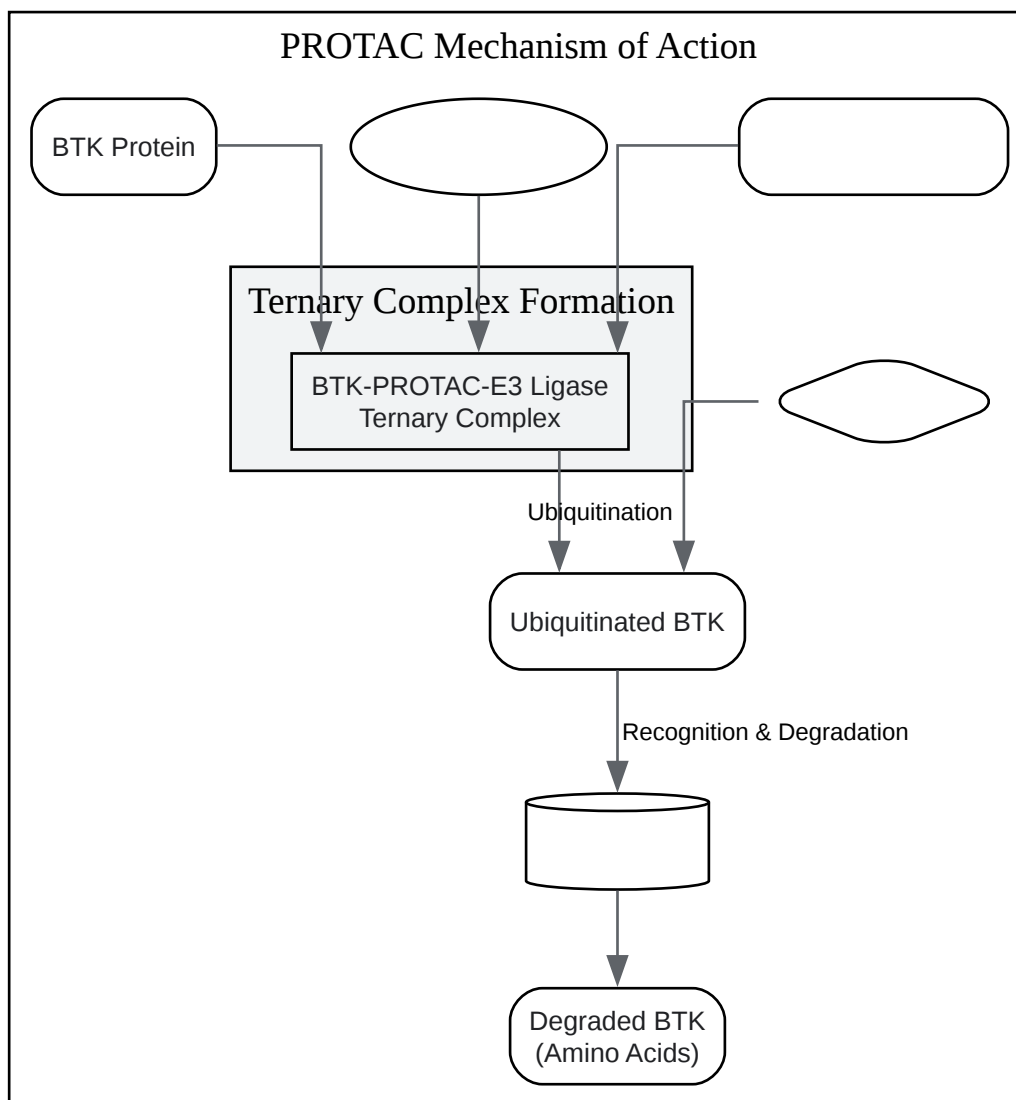 PROTAC Mechanism of Action
BTK Protein
Ternary Complex Formation
BTK-PROTAC-E3 Ligase
Ternary Complex
Ubiquitination
Ubiquitinated BTK
Recognition & Degradation
Degraded BTK
(Amino Acids)